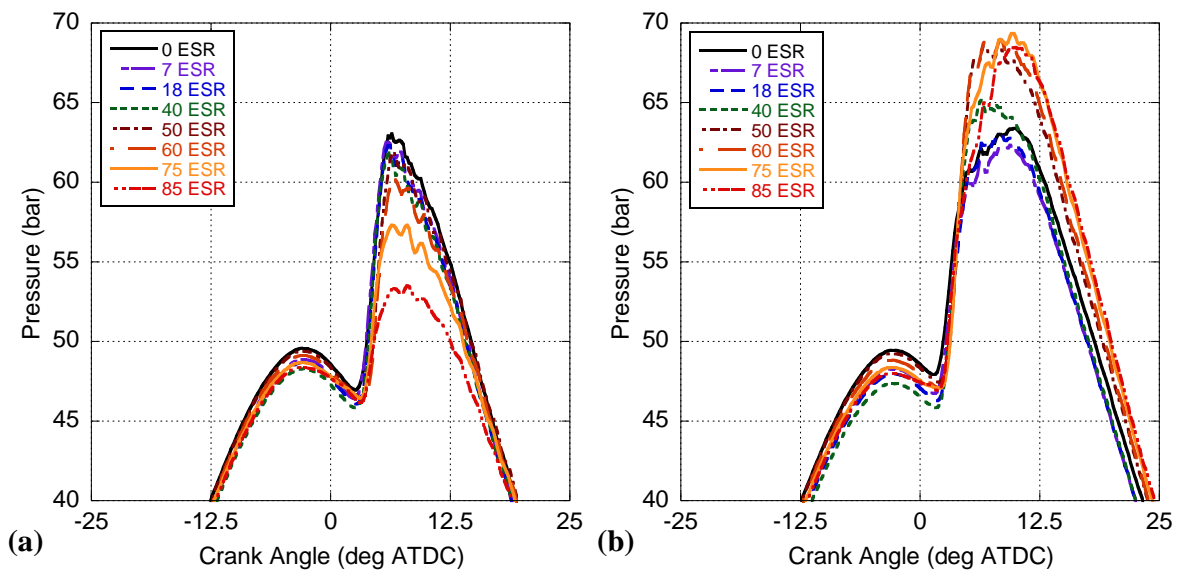 70
65
60
55
50
45
40
Pressure (bar)
0 ESR
7 ESR
18 ESR
40 ESR
50 ESR
60 ESR
75 ESR
85 ESR
-25
-12.5
0
12.5
25
Crank Angle (deg ATDC)
(a)
70
65
60
55
50
45
40
Pressure (bar)
0 ESR
7 ESR
18 ESR
40 ESR
50 ESR
60 ESR
75 ESR
85 ESR
-25
-12.5
0
12.5
25
Crank Angle (deg ATDC)
(b)